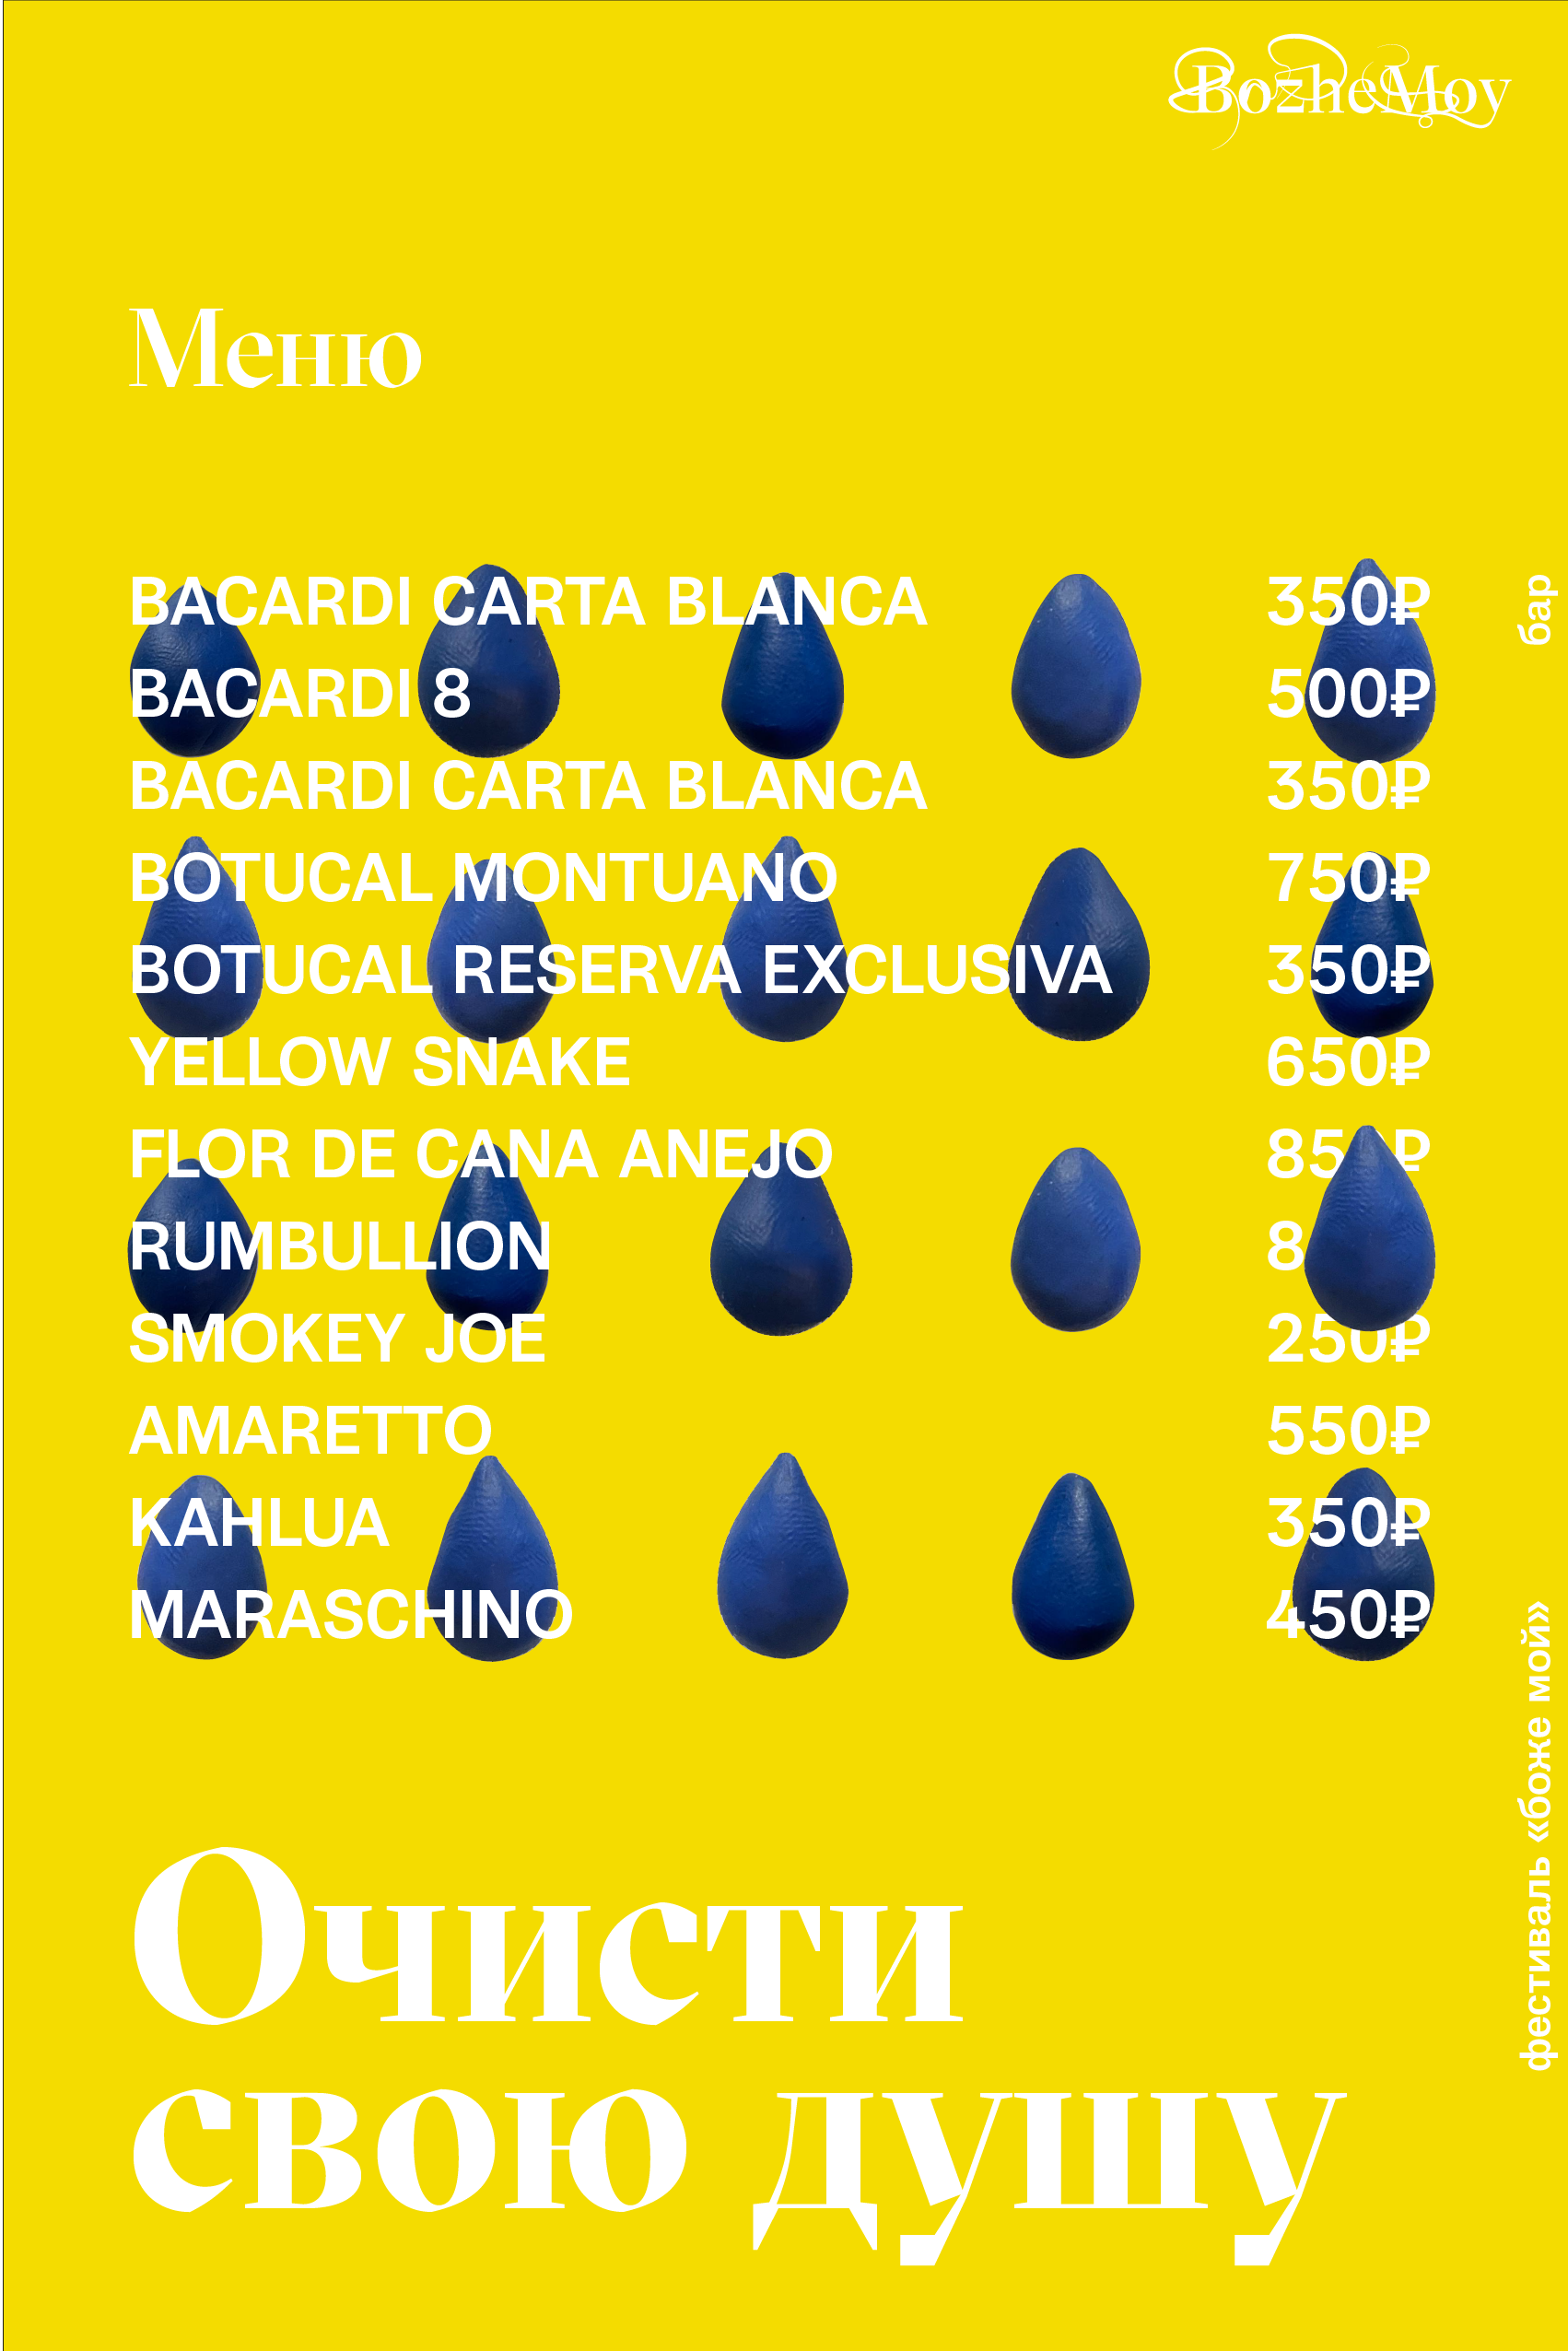 BozheMoy
Меню
BACARDI CARTA BLANCA 350₽
BACARDI 8 500₽
BACARDI CARTA BLANCA 350₽
BOTUCAL MONTUANO 750₽
BOTUCAL RESERVA EXCLUSIVA 350₽
YELLOW SNAKE 650₽
FLOR DE CANA ANEJO
RUMBULLION
SMOKEY JOE 250₽
AMARETTO 550₽
KAHLUA 350₽
MARASCHINO 450₽
бар
фестиваль «боже мой»
Очисти
свою душу